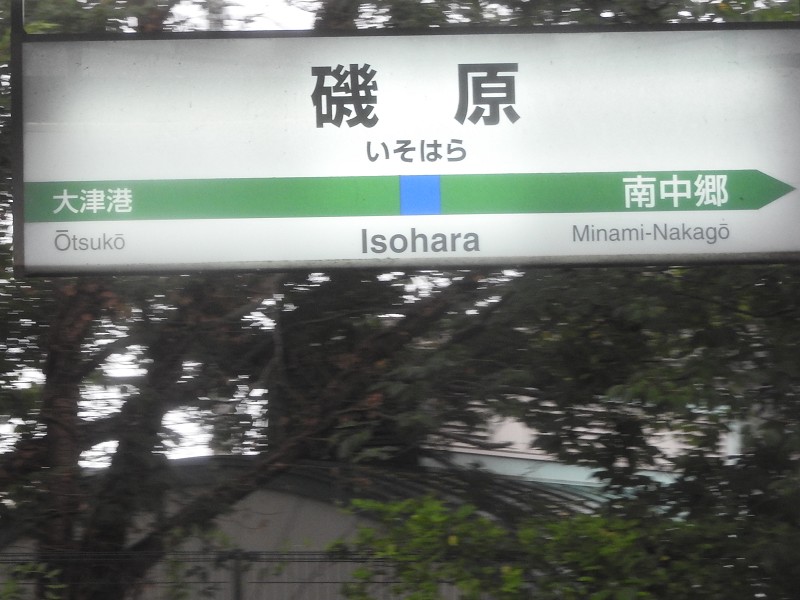 磯原
いそはら
大津港 南中郷
Ōtsukō Isohara Minami-Nakagō